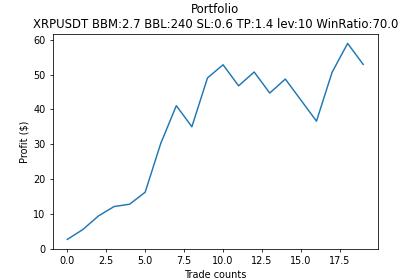 Portfolio
XRPUSDT BBM:2.7 BBL:240 SL:0.6 TP:1.4 lev:10 WinRatio:70.0
60
50
40
30
20
10
0
Profit ($)
0.0 2.5 5.0 7.5 10.0 12.5 15.0 17.5
Trade counts